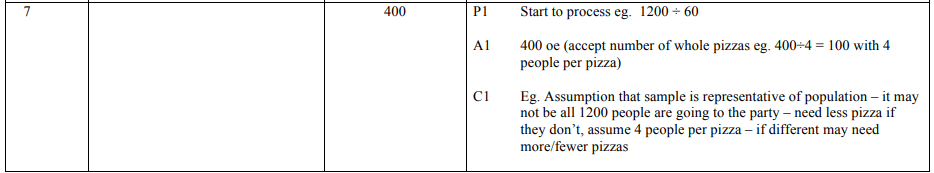 7 400 P1 Start to process eg. 1200 ÷ 60
A1 400 oe (accept number of whole pizzas eg. 400÷4 = 100 with 4
people per pizza)
C1 Eg. Assumption that sample is representative of population – it may
not be all 1200 people are going to the party – need less pizza if
they don’t, assume 4 people per pizza – if different may need
more/fewer pizzas